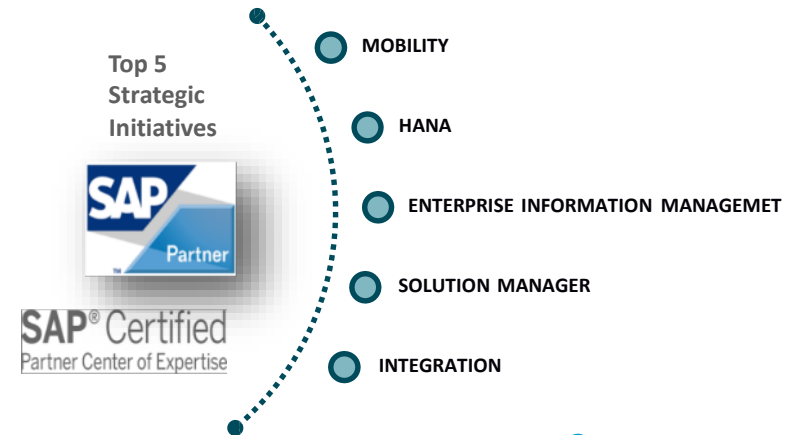 Top 5
Strategic
Initiatives
SAP
Partner
™
SAP® Certified
Partner Center of Expertise
MOBILITY
HANA
ENTERPRISE INFORMATION MANAGEMET
SOLUTION MANAGER
INTEGRATION